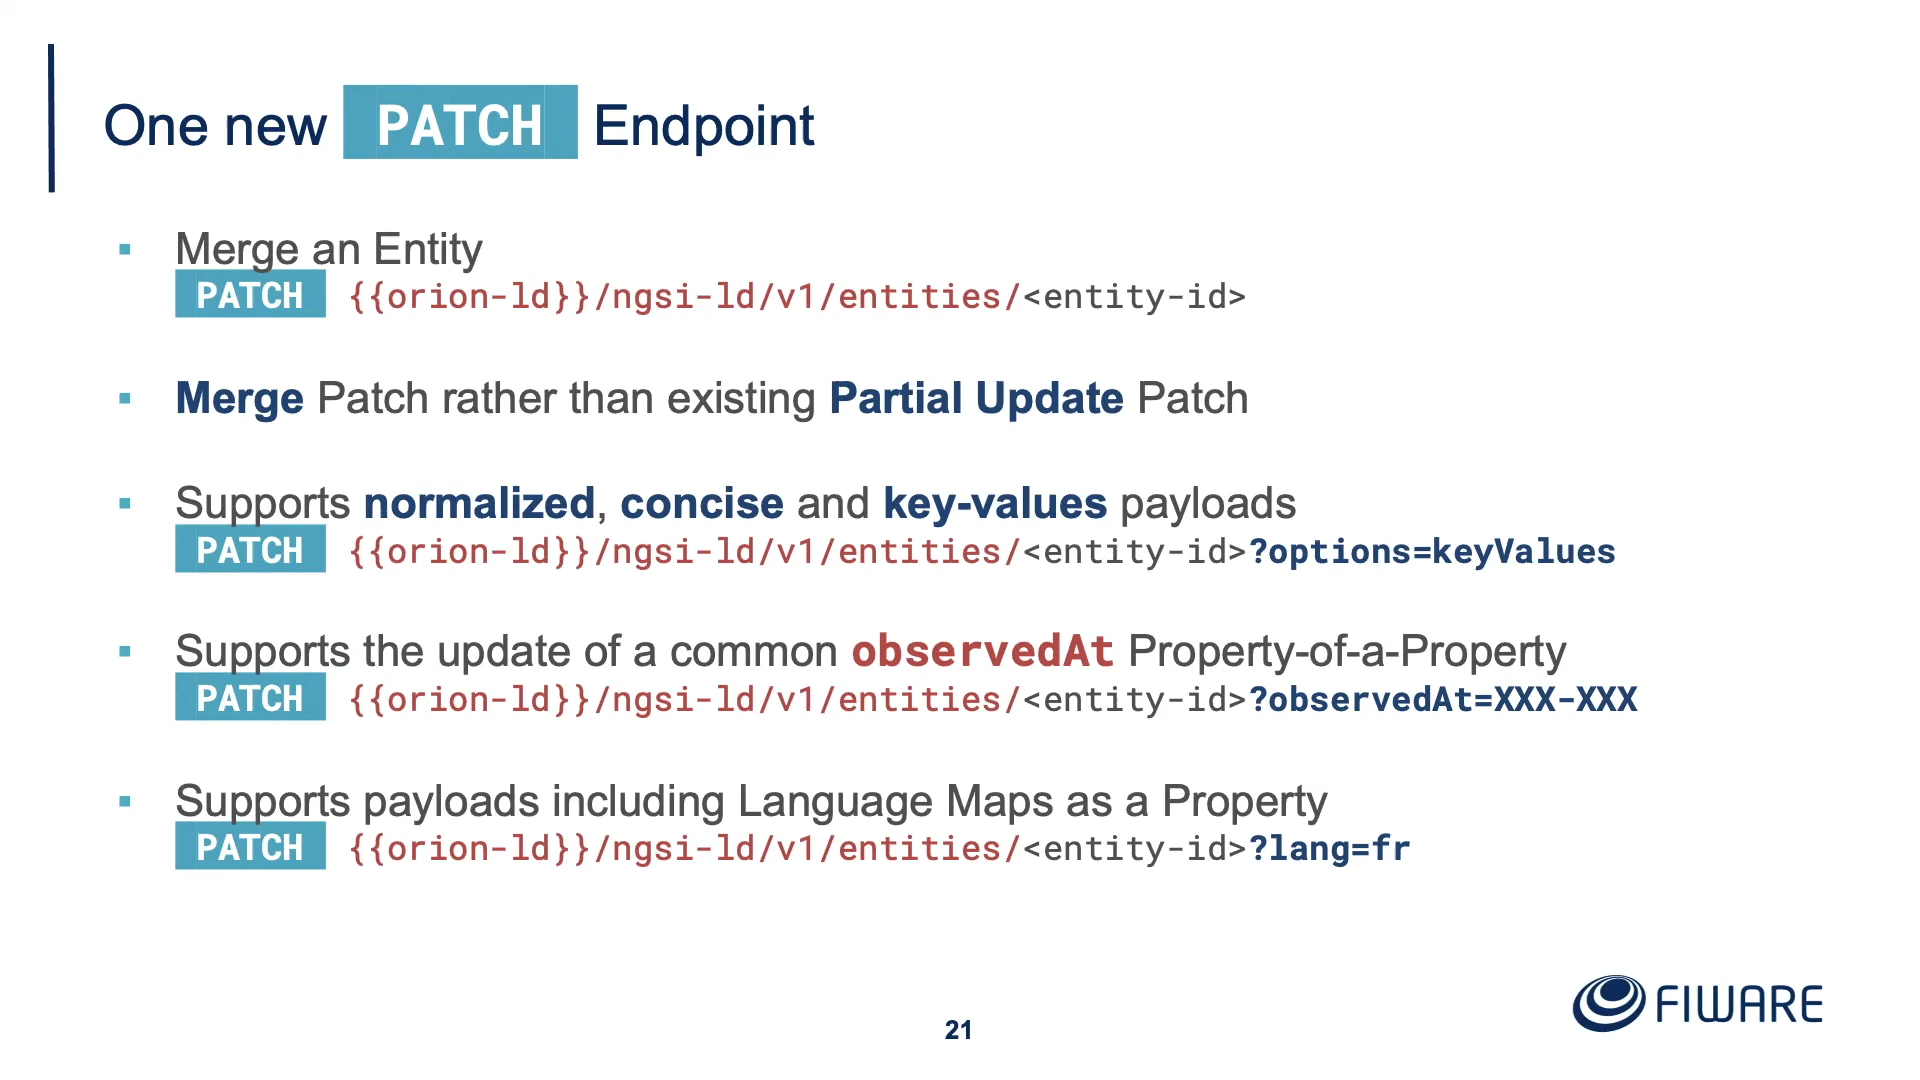 One new PATCH Endpoint
▪ Merge an Entity
PATCH {{orion-ld}}/ngsi-ld/v1/entities/<entity-id>
▪ Merge Patch rather than existing Partial Update Patch
▪ Supports normalized, concise and key-values payloads
PATCH {{orion-ld}}/ngsi-ld/v1/entities/<entity-id>?options=keyValues
▪ Supports the update of a common observedAt Property-of-a-Property
PATCH {{orion-ld}}/ngsi-ld/v1/entities/<entity-id>?observedAt=XXX-XXX
▪ Supports payloads including Language Maps as a Property
PATCH {{orion-ld}}/ngsi-ld/v1/entities/<entity-id>?lang=fr
FIWARE
21